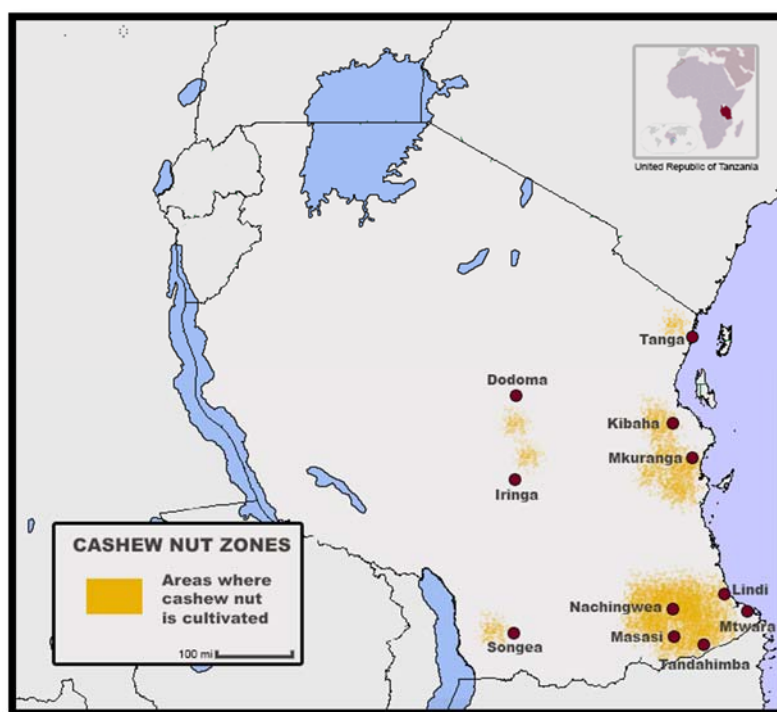 United Republic of Tanzania
Tanga
Dodoma
Kibaha
Mkuranga
Iringa
CASHEW NUT ZONES
Areas where
cashew nut
is cultivated
100 mi
Lindi
Nachingwea
Mtwara
Masasi
Songea
Tandahimba